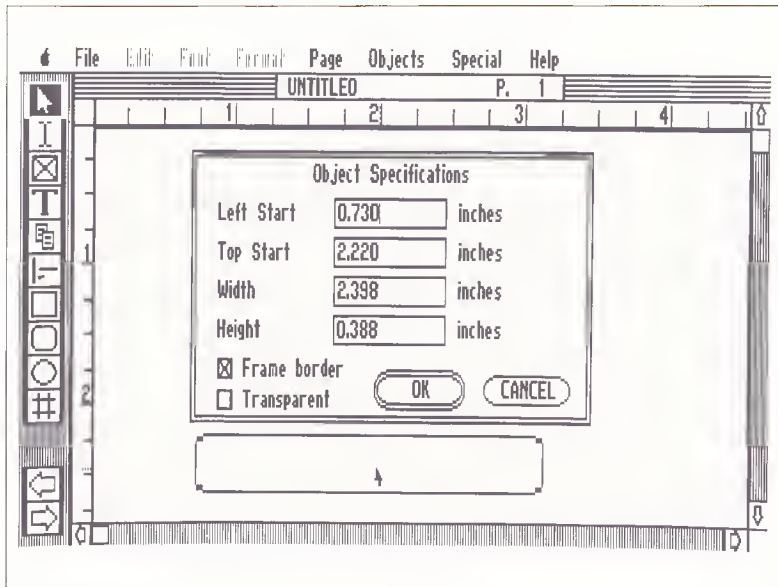 File Edit Font Format Page Objects Special Help
UNTITLED P. 1
1 2 3 4
Object Specifications
Left Start 0.730 inches
Top Start 2.220 inches
Width 2.398 inches
Height 0.388 inches
Frame border
Transparent
OK CANCEL
T
1
2